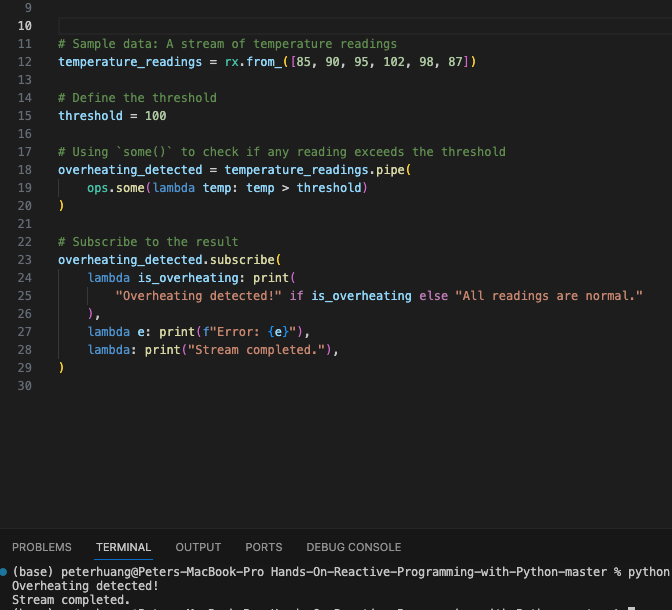 9
10
11 # Sample data: A stream of temperature readings
12 temperature_readings = rx.from_([85, 90, 95, 102, 98, 87])
13
14 # Define the threshold
15 threshold = 100
16
17 # Using `some()` to check if any reading exceeds the threshold
18 overheating_detected = temperature_readings.pipe(
19     ops.some(lambda temp: temp > threshold)
20 )
21
22 # Subscribe to the result
23 overheating_detected.subscribe(
24     lambda is_overheating: print(
25         "Overheating detected!" if is_overheating else "All readings are normal."
26     ),
27     lambda e: print(f"Error: {e}"),
28     lambda: print("Stream completed."),
29 )
30
PROBLEMS TERMINAL OUTPUT PORTS DEBUG CONSOLE
(base) peterhuang@Peters-MacBook-Pro Hands-On-Reactive-Programming-with-Python-master % python
Overheating detected!
Stream completed.